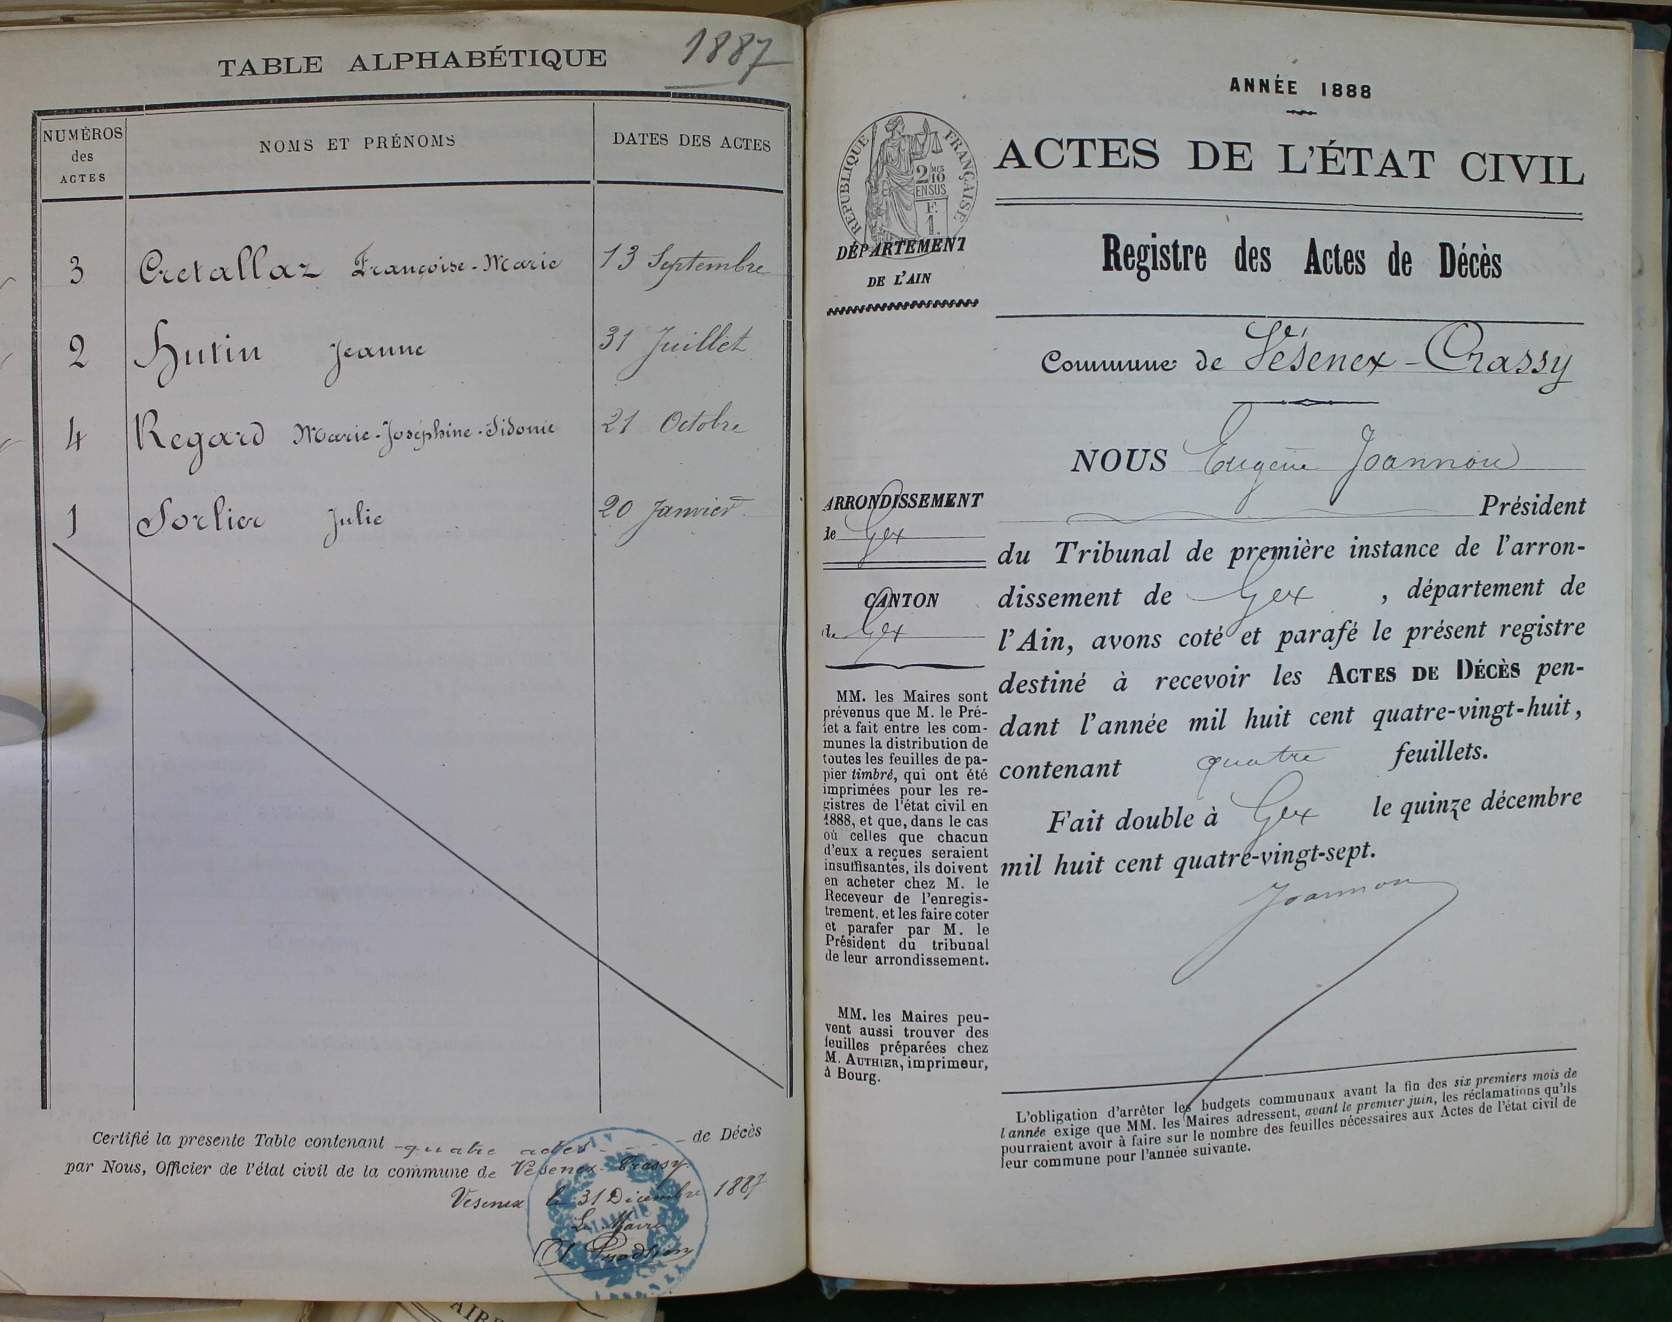 TABLE ALPHABÉTIQUE 1887
NUMÉROS des ACTES
NOMS ET PRÉNOMS
DATES DES ACTES
3 Cretallaz Françoise-Marie 13 Septembre
2 Hutin Jeanne 31 Juillet
4 Regard Marie-Joséphine-Sidonie 21 Octobre
1 Sorlier Julie 20 Janvier
Certifié la presente Table contenant quatre actes de Décès
par Nous, Officier de l'état civil de la commune de Vésenex-Crassy
Vésenex le 31 Décembre 1887
Le Maire
MAIRIE
ANNÉE 1888
RÉPUBLIQUE FRANÇAISE
2/10 EN SUS
F. 1.
ACTES DE L'ÉTAT CIVIL
DÉPARTEMENT
DE L'AIN
Registre des Actes de Décès
Commune de Vésenex-Crassy
ARRONDISSEMENT
de Gex
CANTON
de Gex
MM. les Maires sont
prévenus que M. le Pré-
fet a fait entre les com-
munes la distribution de
toutes les feuilles de pa-
pier timbré, qui ont été
imprimées pour les re-
gistres de l'état civil en
1888, et que, dans le cas
où celles que chacun
d'eux a reçues seraient
insuffisantes, ils doivent
en acheter chez M. le
Receveur de l'enregis-
trement, et les faire coter
et parafer par M. le
Président du tribunal
de leur arrondissement.
MM. les Maires peu-
vent aussi trouver des
feuilles préparées chez
M. AUTHIER, imprimeur,
à Bourg.
NOUS Eugène Joannon
Président
du Tribunal de première instance de l'arron-
dissement de Gex , département de
l'Ain, avons coté et parafé le présent registre
destiné à recevoir les ACTES DE DÉCÈS pen-
dant l'année mil huit cent quatre-vingt-huit,
contenant quatre feuillets.
Fait double à Gex le quinze décembre
mil huit cent quatre-vingt-sept.
Joannon
L'obligation d'arrêter les budgets communaux avant la fin des six premiers mois de
l'année exige que MM. les Maires adressent, avant le premier juin, les réclamations qu'ils
pourraient avoir à faire sur le nombre des feuilles nécessaires aux Actes de l'état civil de
leur commune pour l'année suivante.